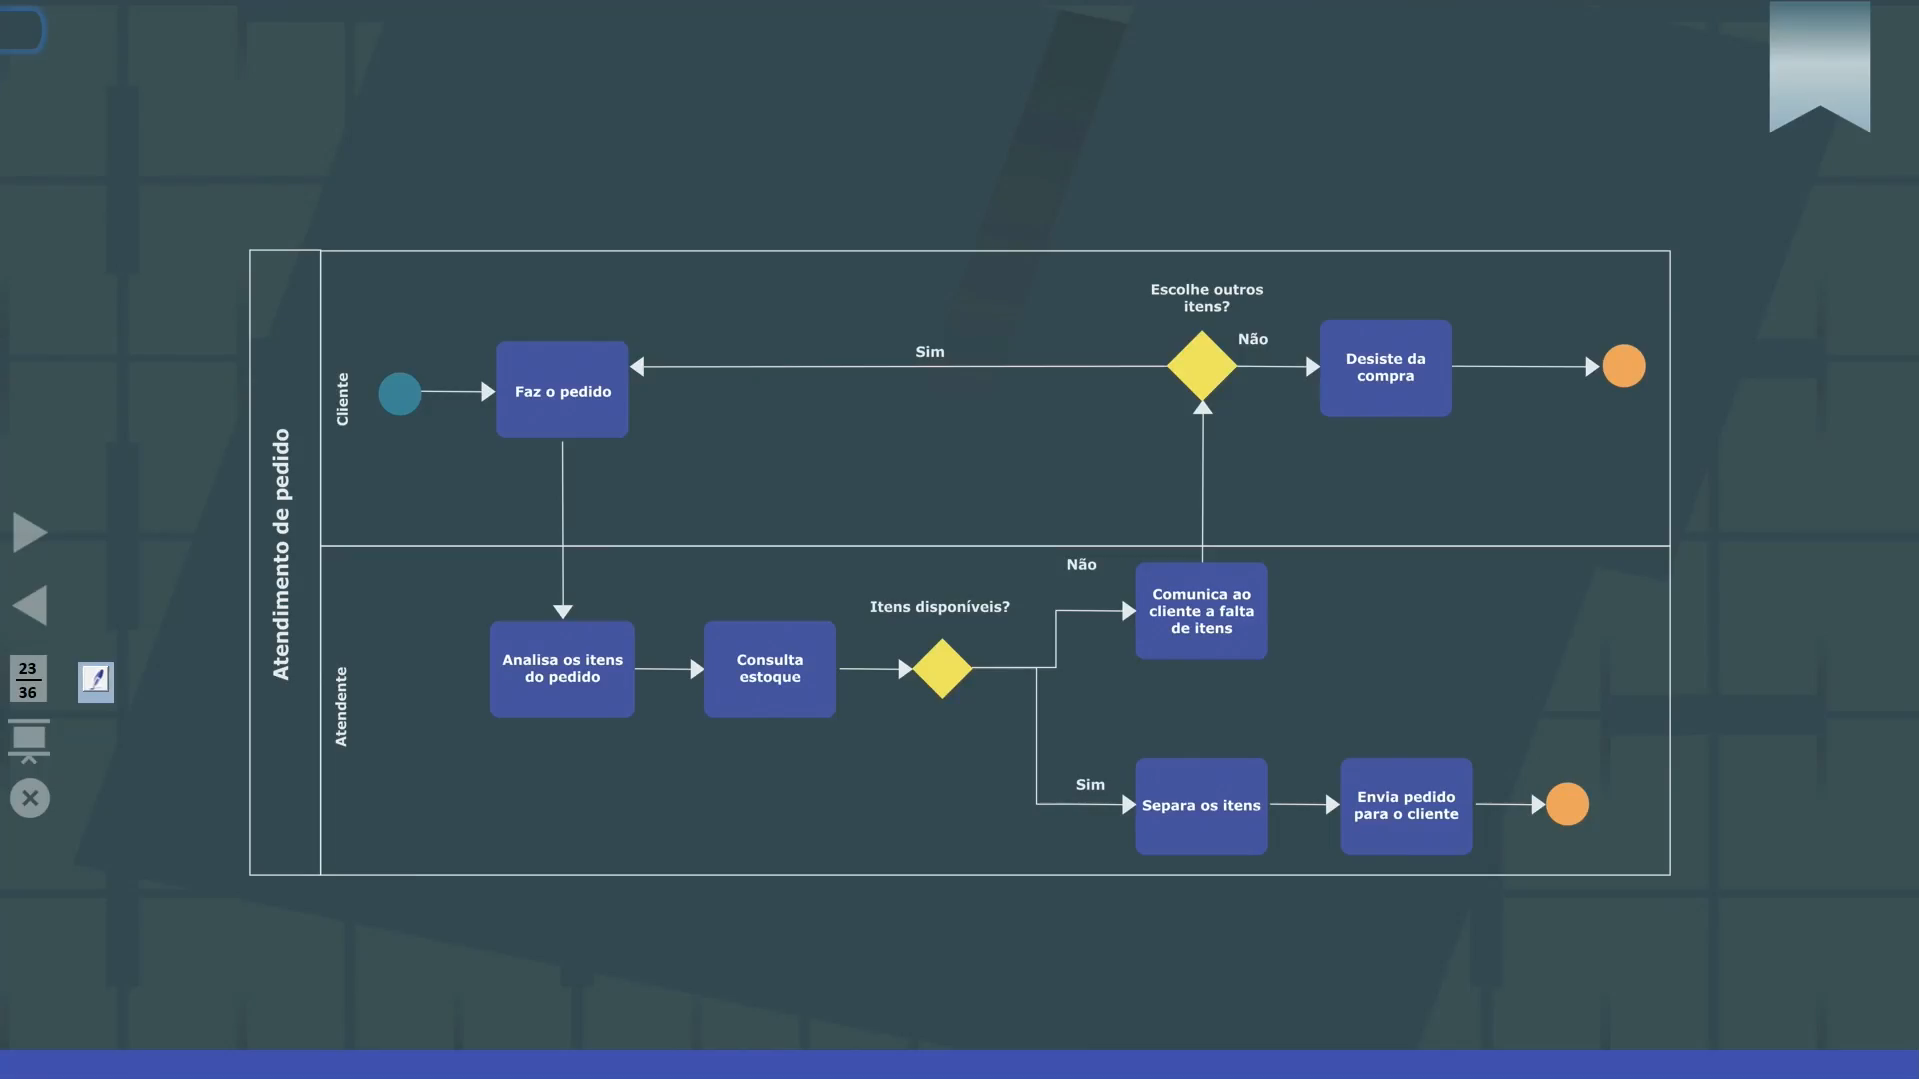 Atendimento de pedido
Cliente
Faz o pedido
Sim
Escolhe outros
itens?
Não
Desiste da
compra
Atendente
Analisa os itens
do pedido
Consulta
estoque
Itens disponíveis?
Não
Comunica ao
cliente a falta
de itens
Sim
Separa os itens
Envia pedido
para o cliente
23
36